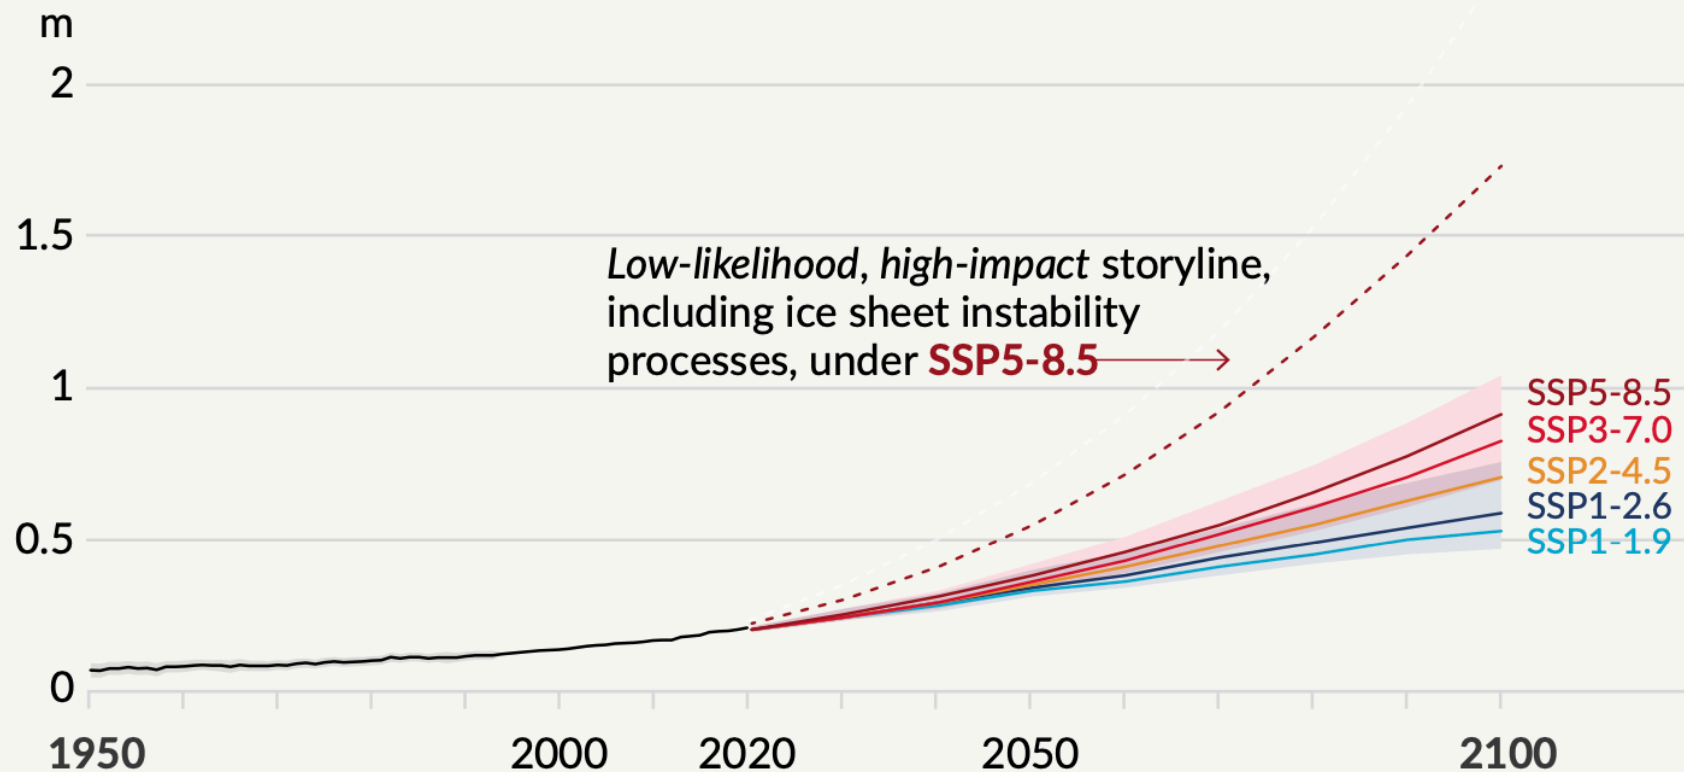 m
2
1.5
Low-likelihood, high-impact storyline,
including ice sheet instability
processes, under SSP5-8.5
1
SSP5-8.5
SSP3-7.0
SSP2-4.5
SSP1-2.6
0.5
SSP1-1.9
0
1950 2000 2020 2050 2100